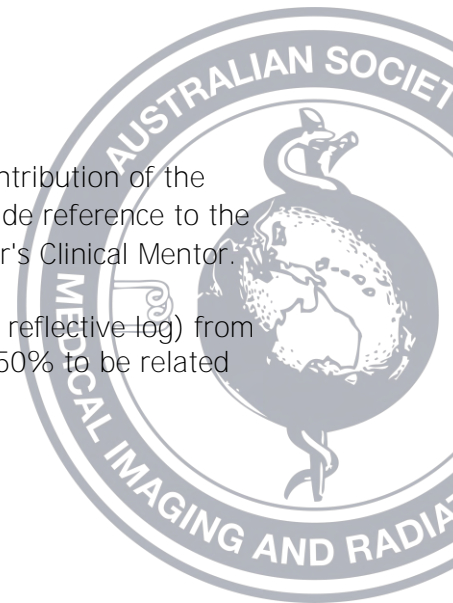 AUSTRALIAN SOCIET
ntribution of the
de reference to the
r's Clinical Mentor.
reflective log) from
50% to be related
MEDICAL IMAGING AND RADIAT